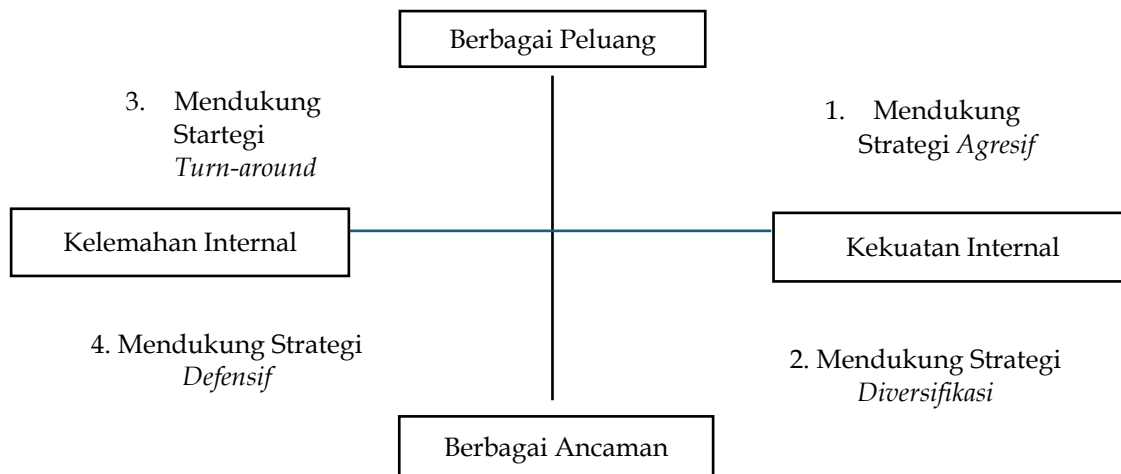 Berbagai Peluang
3. Mendukung
Startegi
Turn-around
1. Mendukung
Strategi Agresif
Kelemahan Internal
Kekuatan Internal
4. Mendukung Strategi
Defensif
2. Mendukung Strategi
Diversifikasi
Berbagai Ancaman